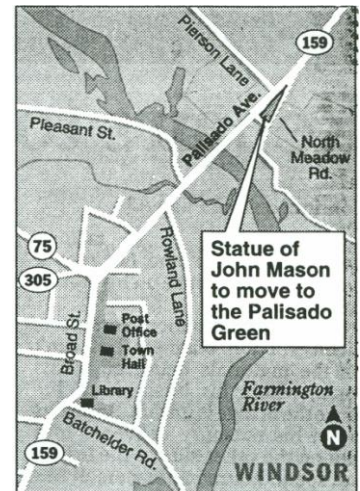 Pierson Lane
159
Palisado Ave.
Pleasant St.
North
Meadow
Rd.
Statue of
John Mason
to move to
the Palisado
Green
75
305
Rowland Lane
Broad St.
Post
Office
Town
Hall
Library
Batchelder Rd.
Farmington
River
N
159
WINDSOR